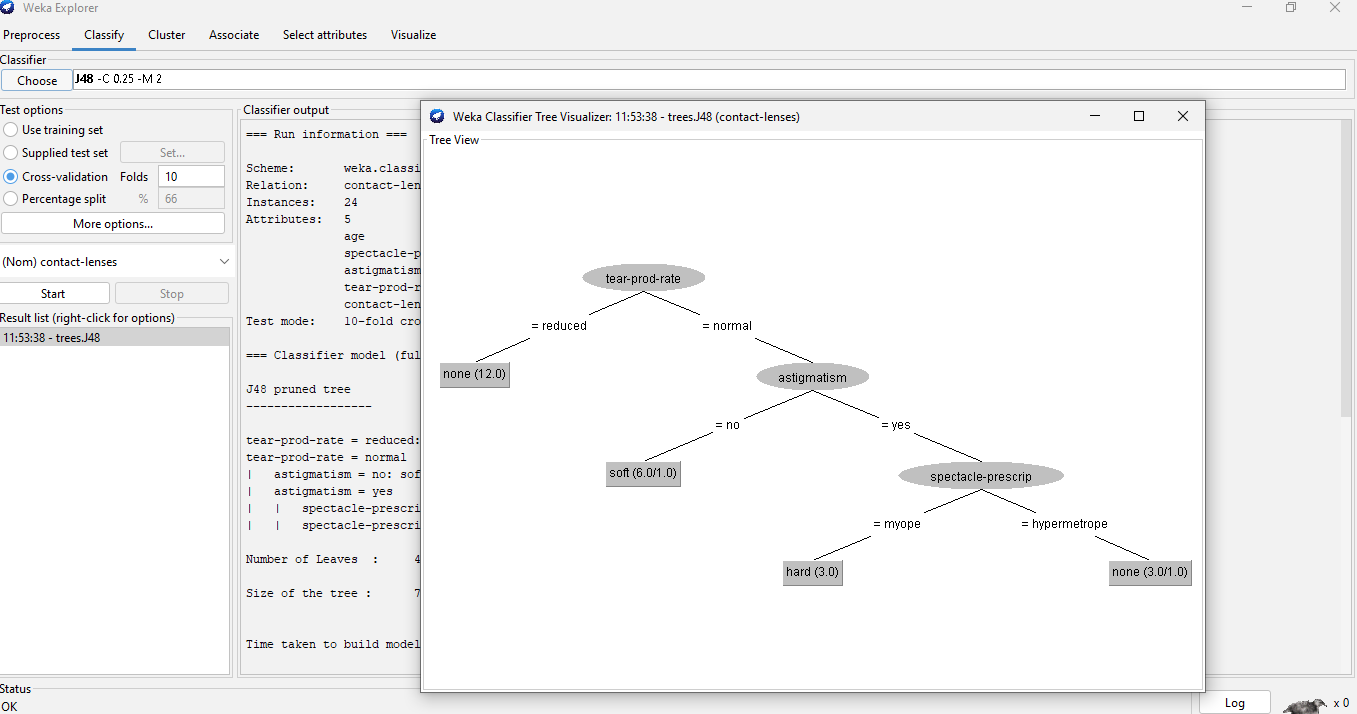 Weka Explorer
Preprocess Classify Cluster Associate Select attributes Visualize
Classifier
Choose J48 -C 0.25 -M 2
Test options
Use training set
Supplied test set Set...
Cross-validation Folds 10
Percentage split % 66
More options...
(Nom) contact-lenses
Start Stop
Result list (right-click for options)
11:53:38 - trees.J48
Classifier output
=== Run information ===
Scheme: weka.classi
Relation: contact-len
Instances: 24
Attributes: 5
age
spectacle-p
astigmatism
tear-prod-r
contact-len
Test mode: 10-fold cro
=== Classifier model (ful
J48 pruned tree
------------------
tear-prod-rate = reduced:
tear-prod-rate = normal
| astigmatism = no: sof
| astigmatism = yes
| | spectacle-prescri
| | spectacle-prescri
Number of Leaves : 4
Size of the tree : 7
Time taken to build model
Weka Classifier Tree Visualizer: 11:53:38 - trees.J48 (contact-lenses)
Tree View
tear-prod-rate
= reduced = normal
none (12.0) astigmatism
= no = yes
soft (6.0/1.0) spectacle-prescrip
= myope = hypermetrope
hard (3.0) none (3.0/1.0)
Status
OK
Log x 0